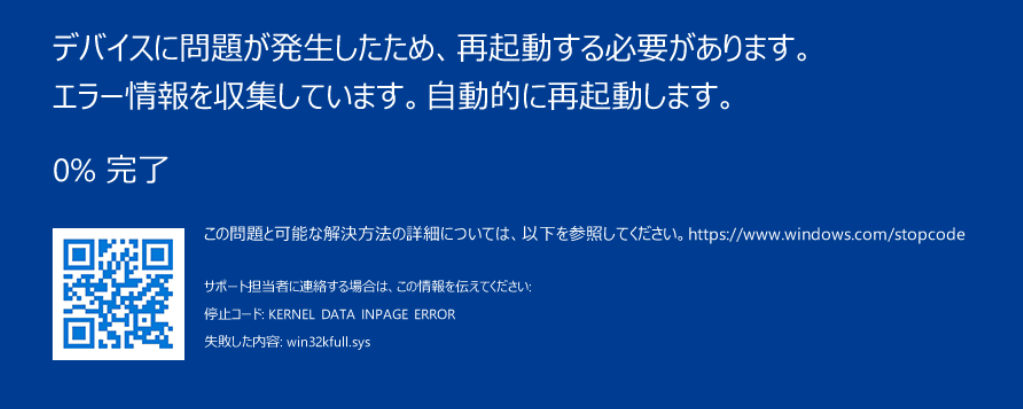 デバイスに問題が発生したため、再起動する必要があります。
エラー情報を収集しています。自動的に再起動します。
0% 完了
この問題と可能な解決方法の詳細については、以下を参照してください。https://www.windows.com/stopcode
サポート担当者に連絡する場合は、この情報を伝えてください:
停止コード: KERNEL DATA INPAGE ERROR
失敗した内容: win32kfull.sys